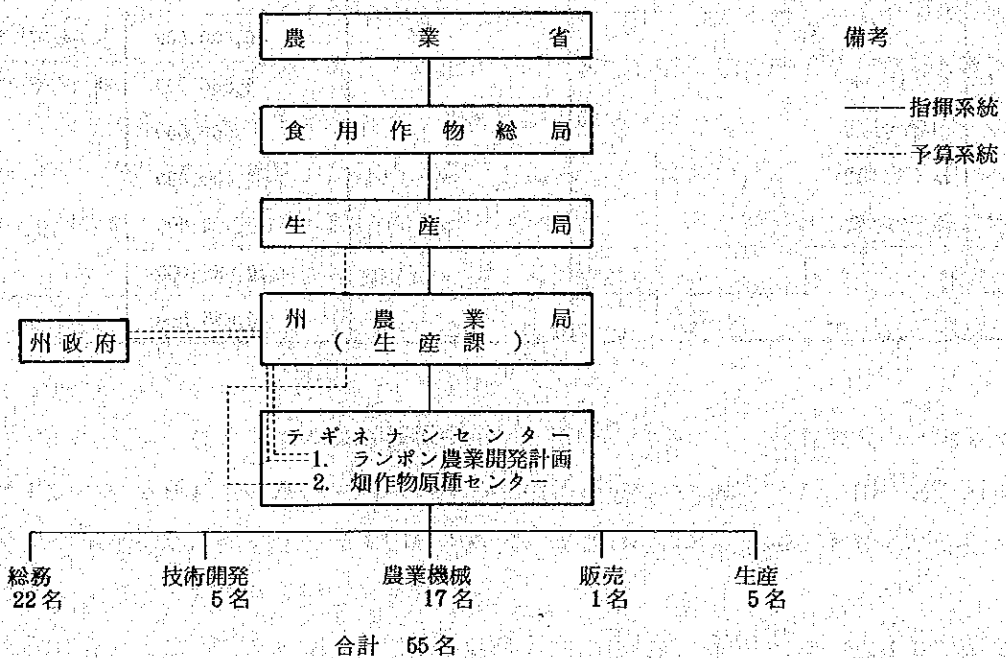 農業省
備考
食用作物総局
指揮系統
予算系統
生産局
州農業局
(生産課)
州政府
テギネナンセンター
1. ランポン農業開発計画
2. 畑作物原種センター
総務
22名
技術開発
5名
農業機械
17名
販売
1名
生産
5名
合計 55名